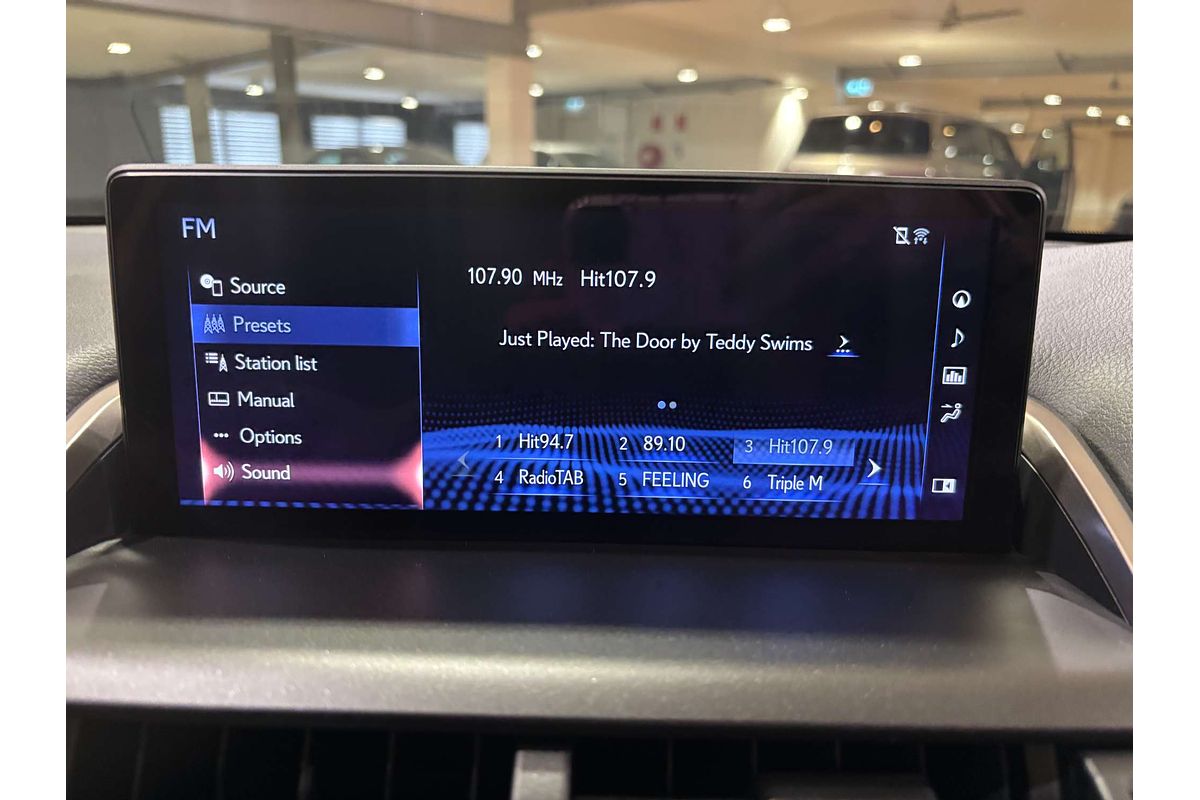 FM
Source
Presets
Station list
Manual
Options
Sound
107.90 MHz Hit107.9
Just Played: The Door by Teddy Swims
1 Hit94.7 2 89.10 3 Hit107.9
4 RadioTAB 5 FEELING 6 Triple M